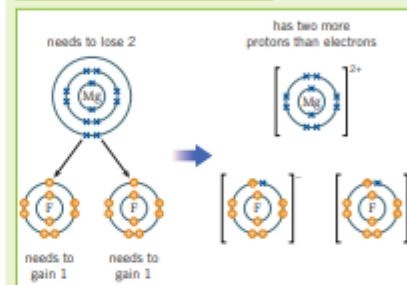 needs to lose 2
has two more
protons than electrons
Mg
Mg
2+
F
F
F
–
F
needs to
gain 1
needs to
gain 1